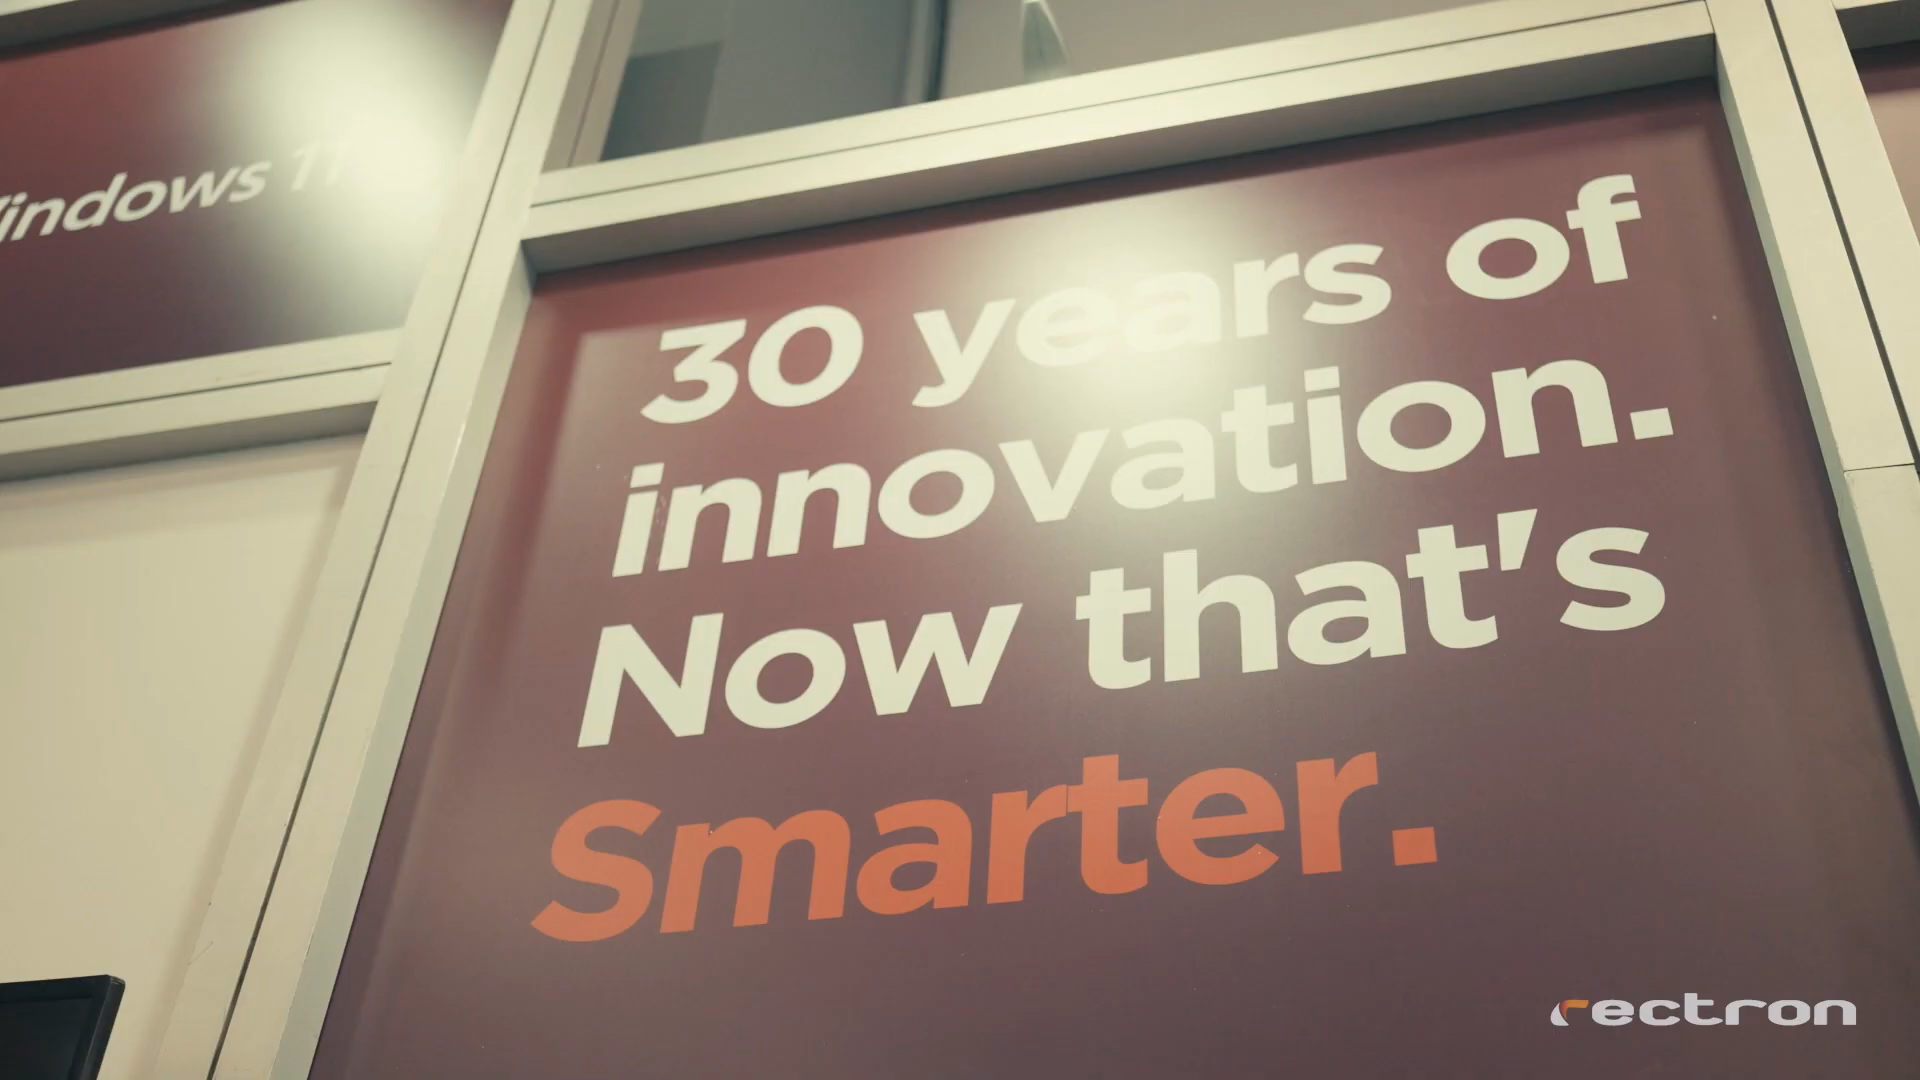 Windows 11
30 years of
innovation.
Now that's
Smarter.
rectron